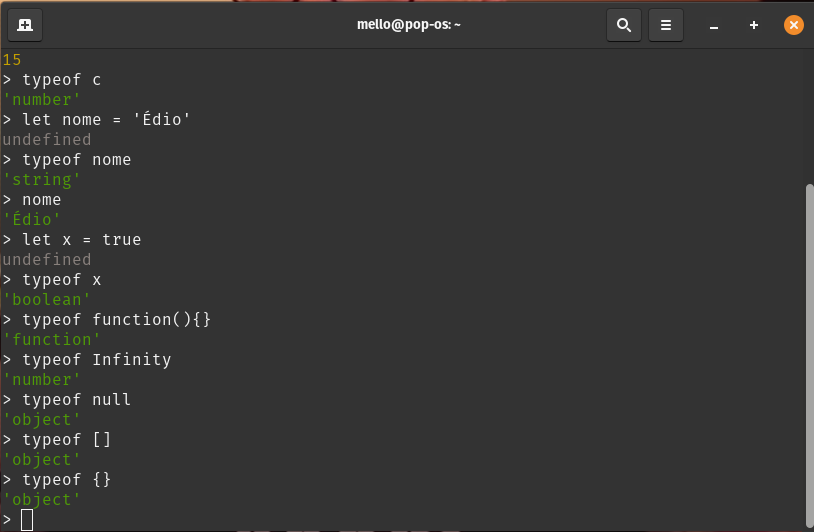 mello@pop-os: ~
15
> typeof c
'number'
> let nome = 'Édio'
undefined
> typeof nome
'string'
> nome
'Édio'
> let x = true
undefined
> typeof x
'boolean'
> typeof function(){}
'function'
> typeof Infinity
'number'
> typeof null
'object'
> typeof []
'object'
> typeof {}
'object'
>